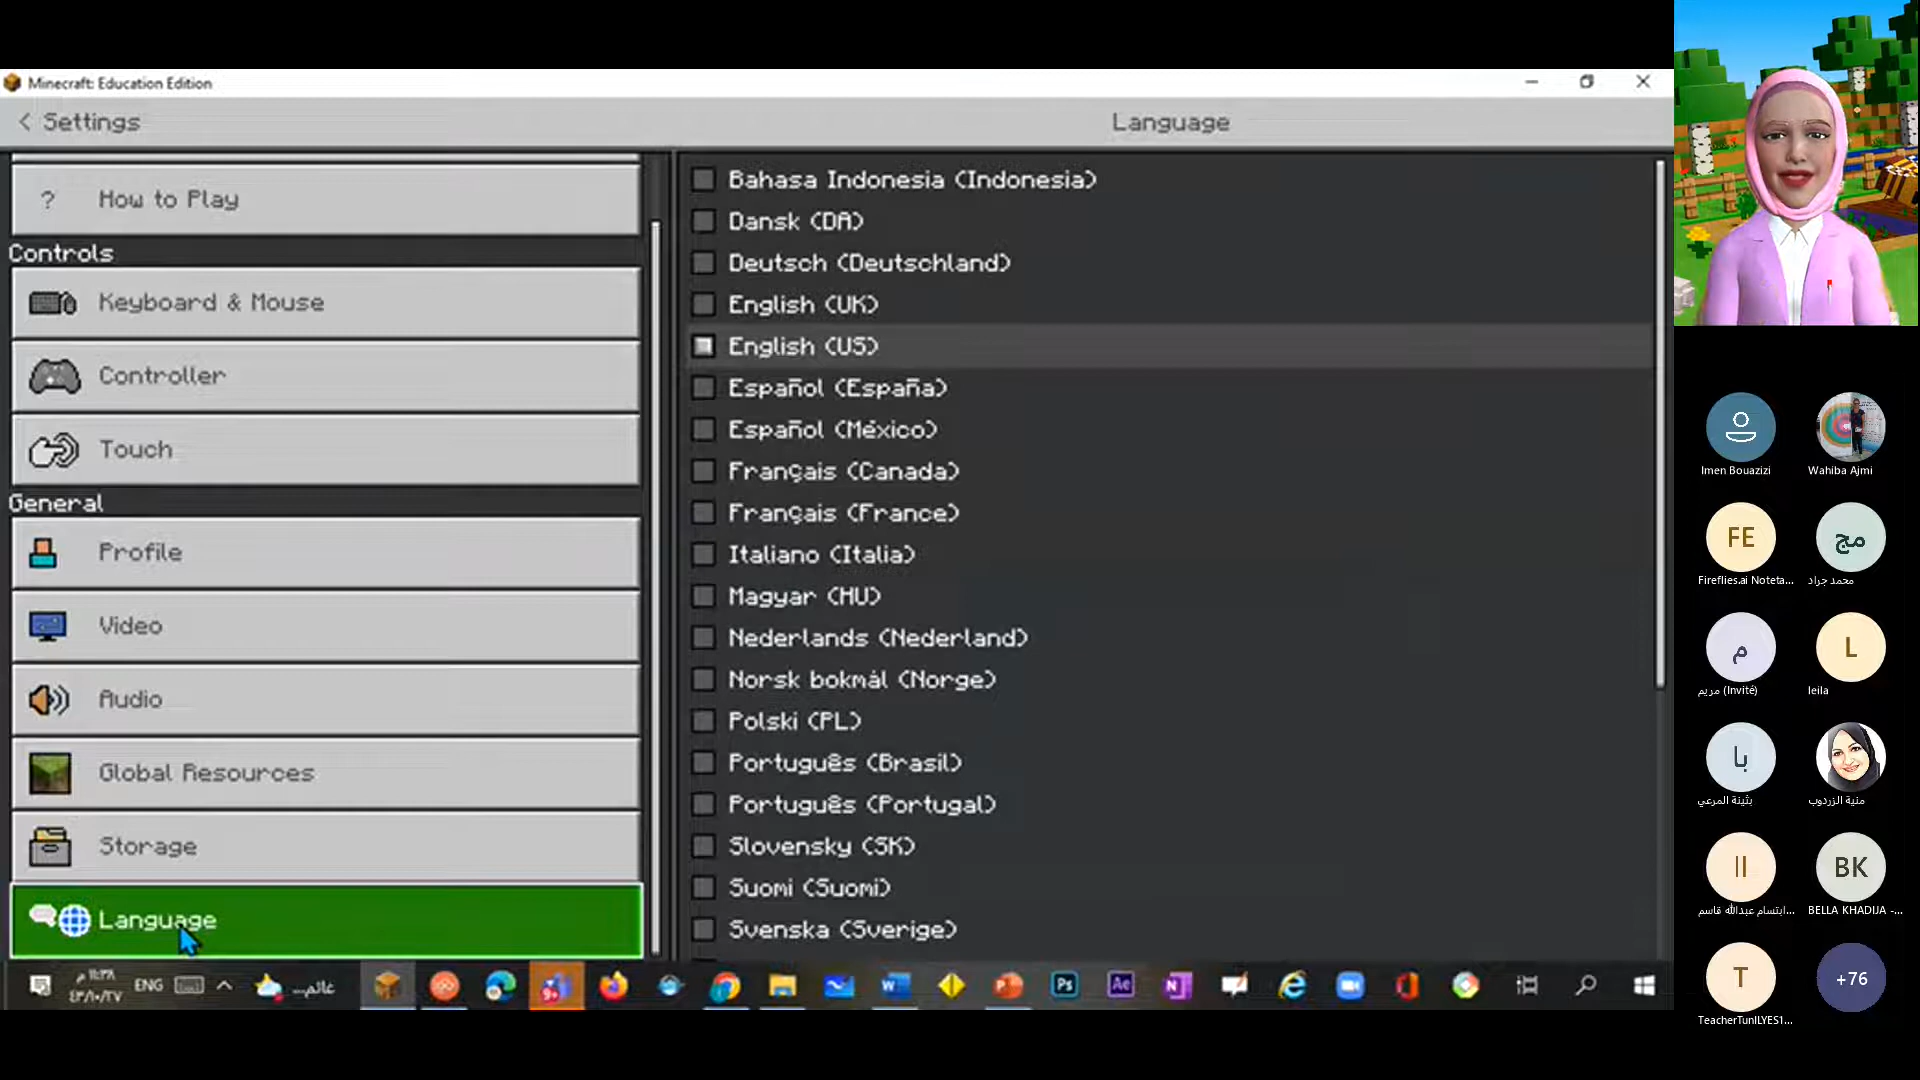 Minecraft: Education Edition
Settings
Language
? How to Play
Controls
Keyboard & Mouse
Controller
Touch
General
Profile
Video
Audio
Global Resources
Storage
Language
Bahasa Indonesia (Indonesia)
Dansk (DA)
Deutsch (Deutschland)
English (UK)
English (US)
Español (España)
Español (México)
Français (Canada)
Français (France)
Italiano (Italia)
Magyar (HU)
Nederlands (Nederland)
Norsk bokmål (Norge)
Polski (PL)
Português (Brasil)
Português (Portugal)
Slovensky (SK)
Suomi (Suomi)
Svenska (Sverige)
ENG
غائم...
Ps
Ae
Imen Bouazizi
Wahiba Ajmi
FE
مج
Fireflies.ai Noteta...
محمد جراد
م
L
مريم (Invité)
leila
با
بثينة المرعي
منية الزردوب
اا
BK
ابتسام عبدالله قاسم...
BELLA KHADIJA -...
T
+76
TeacherTunILYES1...